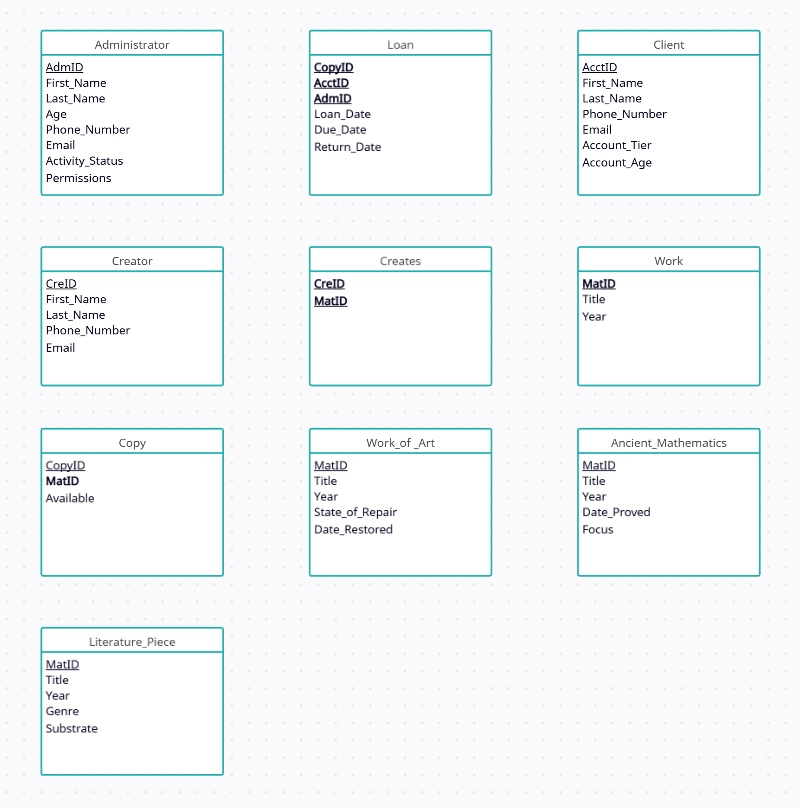 Administrator
AdmID
First_Name
Last_Name
Age
Phone_Number
Email
Activity_Status
Permissions
Loan
CopyID
AcctID
AdmID
Loan_Date
Due_Date
Return_Date
Client
AcctID
First_Name
Last_Name
Phone_Number
Email
Account_Tier
Account_Age
Creator
CreID
First_Name
Last_Name
Phone_Number
Email
Creates
CreID
MatID
Work
MatID
Title
Year
Copy
CopyID
MatID
Available
Work_of _Art
MatID
Title
Year
State_of_Repair
Date_Restored
Ancient_Mathematics
MatID
Title
Year
Date_Proved
Focus
Literature_Piece
MatID
Title
Year
Genre
Substrate